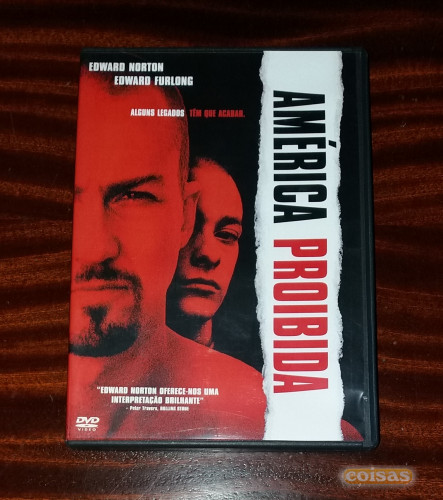 EDWARD NORTON
EDWARD FURLONG
ALGUNS LEGADOS TÊM QUE ACABAR.
AMÉRICA PROIBIDA
"EDWARD NORTON OFERECE-NOS UMA
INTERPRETAÇÃO BRILHANTE"
- Peter Travers, ROLLING STONE
DVD
VIDEO
coisas